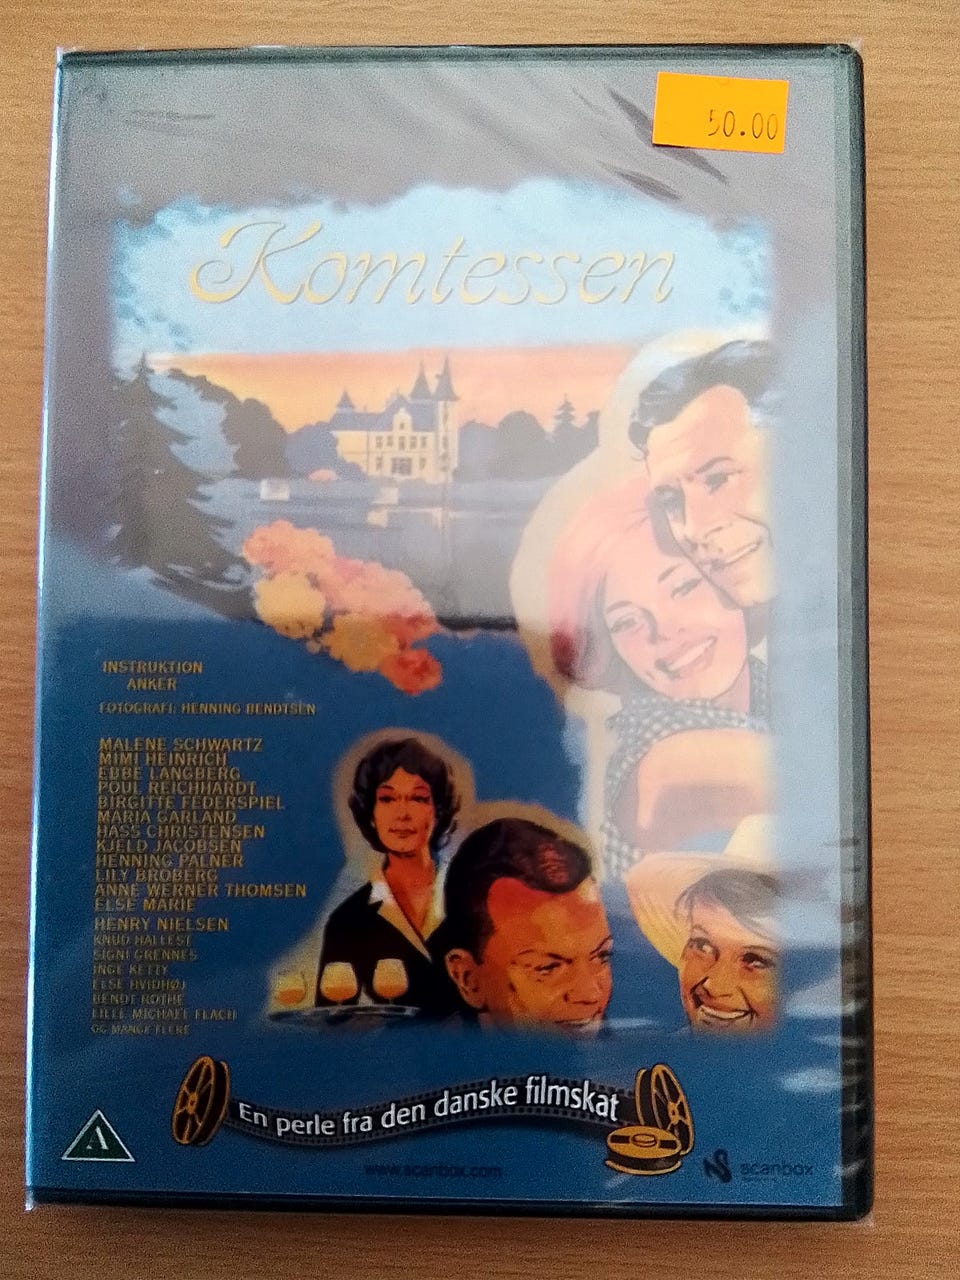 50.00
Komtessen
INSTRUKTION
ANKER
FOTOGRAFI: HENNING BENDTSEN
MALENE SCHWARTZ
MIMI HEINRICH
EBBE LANGBERG
POUL REICHHARDT
BIRGITTE FEDERSPIEL
MARIA GARLAND
HASS CHRISTENSEN
KJELD JACOBSEN
HENNING PALNER
LILY BROBERG
ANNE WERNER THOMSEN
ELSE MARIE
HENRY NIELSEN
KNUD HALLEST
SIGNI GRENNES
INGE KETTY
ELSE HVIDHØJ
BENDT ROTHE
LILLE MICHAEL FLACH
OG MANGE FLERE
En perle fra den danske filmskat
A
www.scanbox.com
scanbox